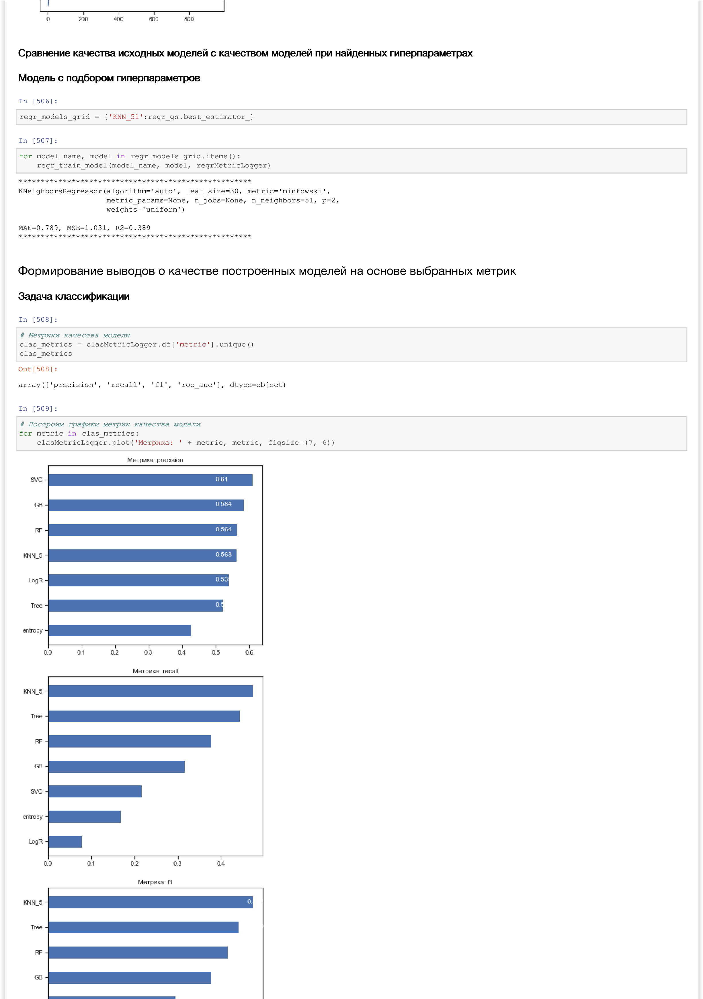 0 200 400 600 800
Сравнение качества исходных моделей с качеством моделей при найденных гиперпараметрах
Модель с подбором гиперпараметров
In [506]:
regr_models_grid = {'KNN_51':regr_gs.best_estimator_}
In [507]:
for model_name, model in regr_models_grid.items():
    regr_train_model(model_name, model, regrMetricLogger)
*****************************************************
KNeighborsRegressor(algorithm='auto', leaf_size=30, metric='minkowski',
                    metric_params=None, n_jobs=None, n_neighbors=51, p=2,
                    weights='uniform')
MAE=0.789, MSE=1.031, R2=0.389
*****************************************************
Формирование выводов о качестве построенных моделей на основе выбранных метрик
Задача классификации
In [508]:
# Метрики качества модели
clas_metrics = clasMetricLogger.df['metric'].unique()
clas_metrics
Out[508]:
array(['precision', 'recall', 'f1', 'roc_auc'], dtype=object)
In [509]:
# Построим графики метрик качества модели
for metric in clas_metrics:
    clasMetricLogger.plot('Метрика: ' + metric, metric, figsize=(7, 6))
Метрика: precision
SVC 0.61
GB 0.584
RF 0.564
KNN_5 0.563
LogR 0.53
Tree 0.5
entropy
0.0 0.1 0.2 0.3 0.4 0.5 0.6
Метрика: recall
KNN_5
Tree
RF
GB
SVC
entropy
LogR
0.0 0.1 0.2 0.3 0.4
Метрика: f1
KNN_5 0.
Tree
RF
GB